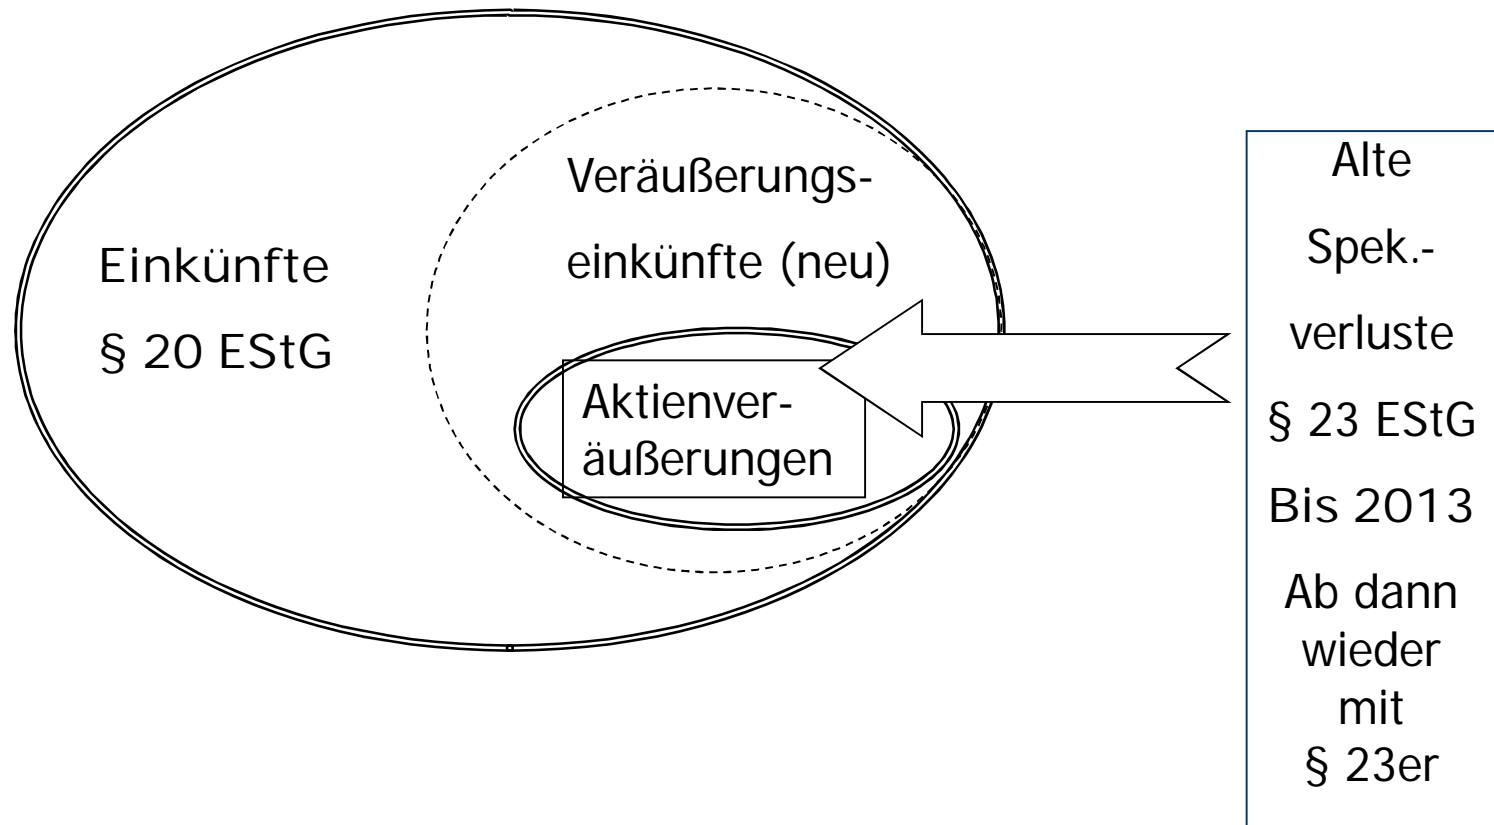 Einkünfte
§ 20 EStG
Veräußerungs-
einkünfte (neu)
Aktienver-
äußerungen
Alte
Spek.-
verluste
§ 23 EStG
Bis 2013
Ab dann
wieder
mit
§ 23er